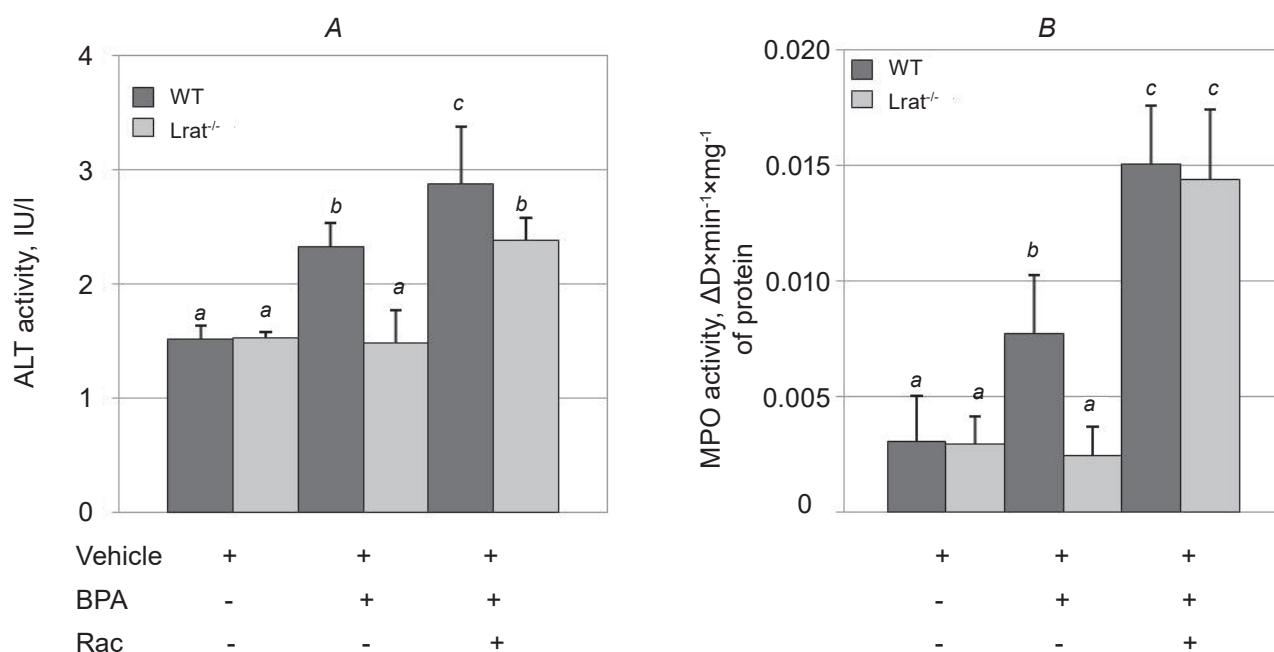 A
4
3
2
1
0
ALT activity, IU/l
WT
Lrat-/-
a
a
b
a
c
b
Vehicle + + +
BPA - + +
Rac - - +
B
0.020
0.015
0.010
0.005
0
MPO activity, ΔD×min-1×mg-1
of protein
WT
Lrat-/-
a
a
b
a
c
c
+ + +
- + +
- - +